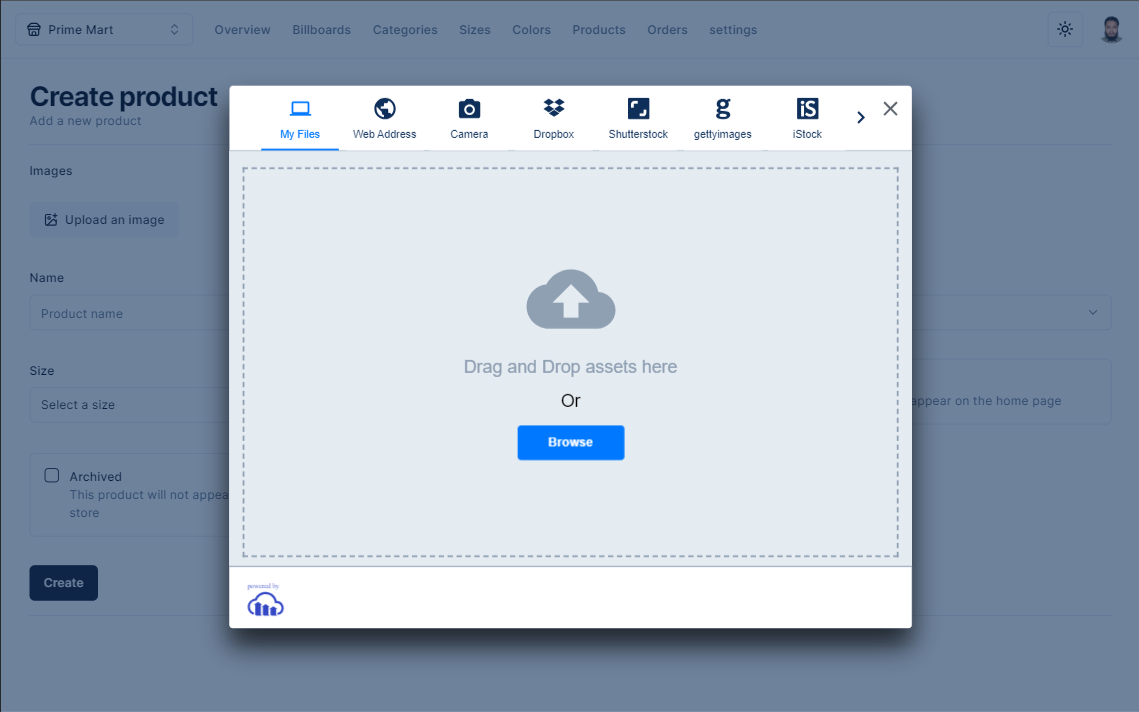 Prime Mart
Overview Billboards Categories Sizes Colors Products Orders settings
Create product
Add a new product
My Files Web Address Camera Dropbox Shutterstock gettyimages iStock
Images
Upload an image
Name
Product name
Drag and Drop assets here
Size
Or
Select a size
appear on the home page
Browse
Archived
This product will not appea
store
Create
powered by